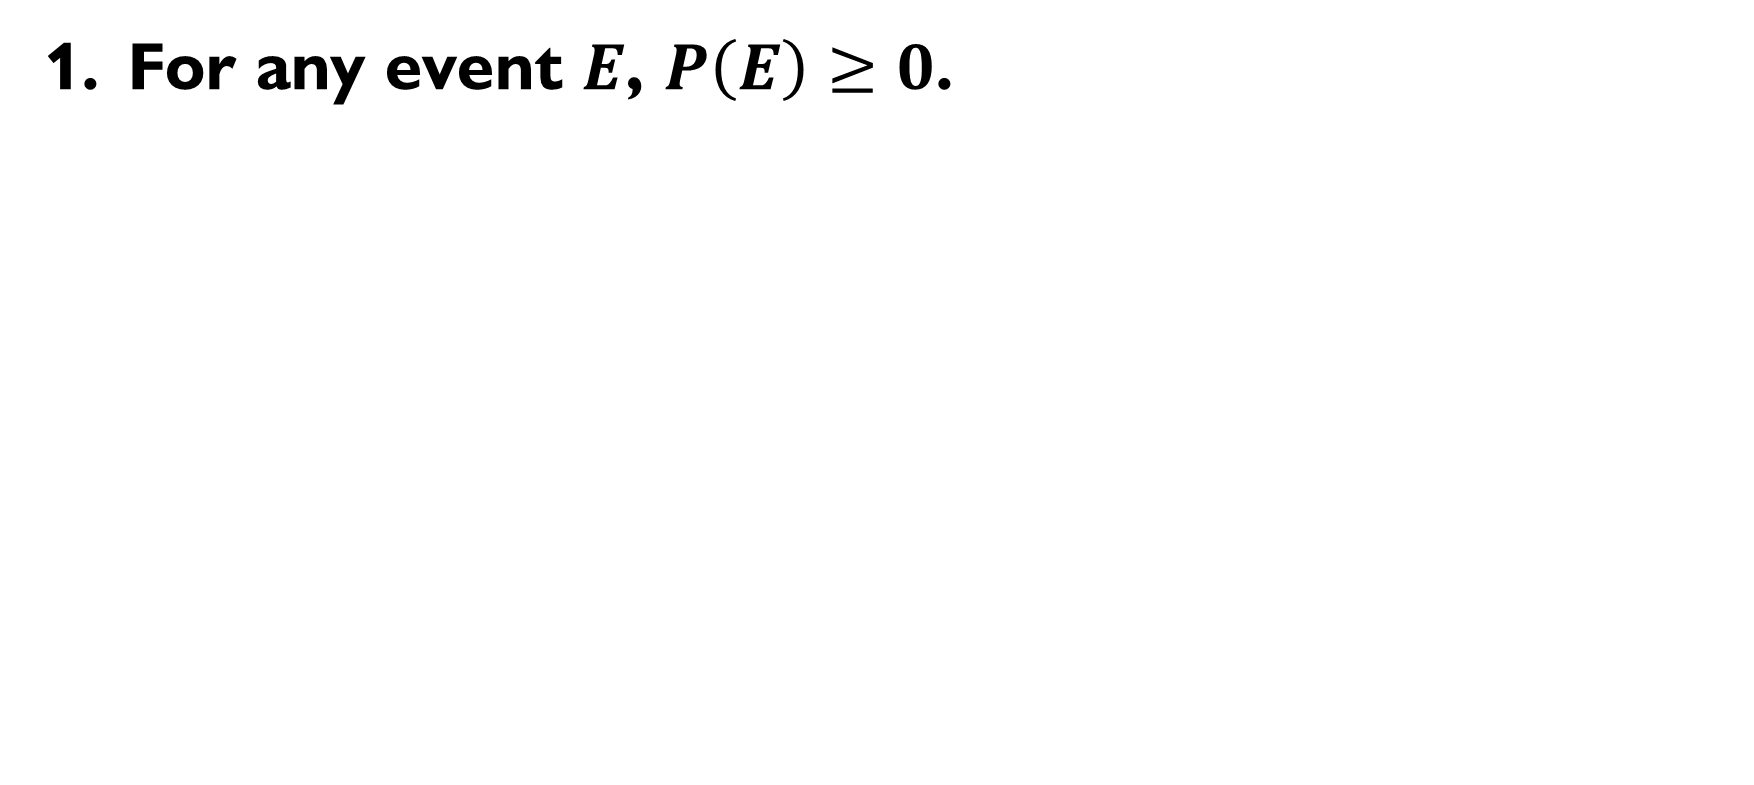 1. For any event E, P(E) ≥ 0.